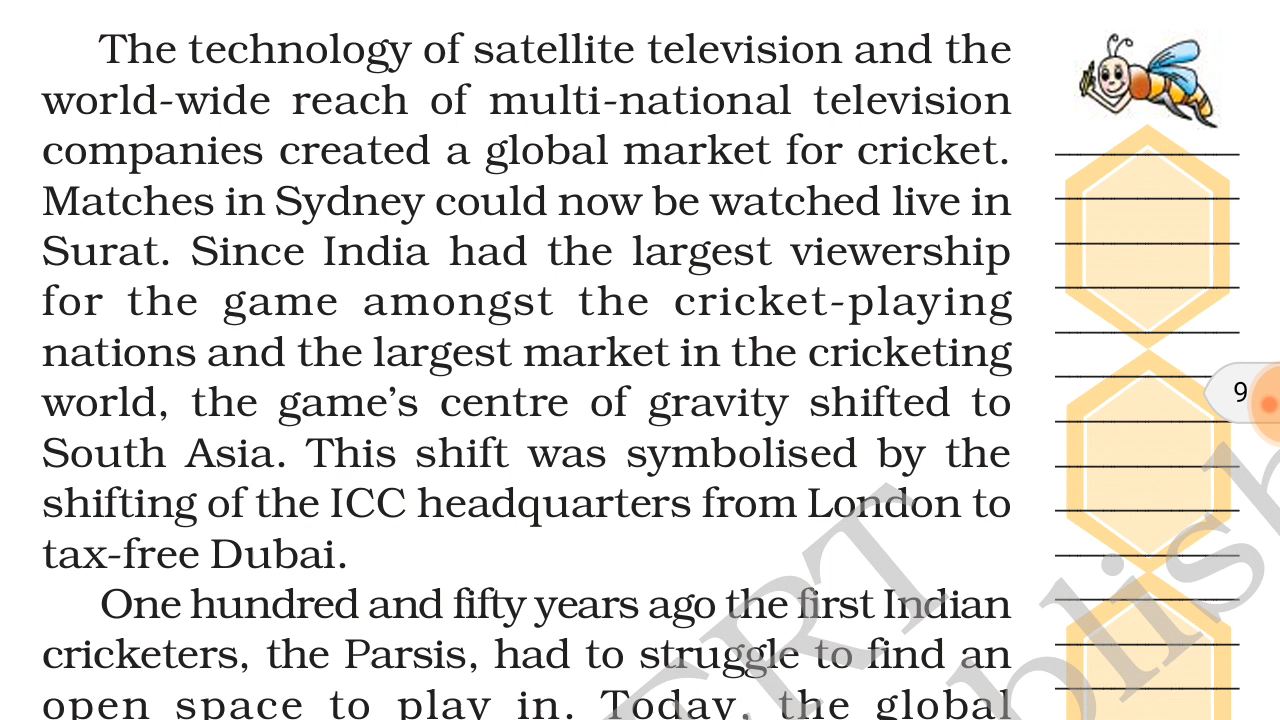 The technology of satellite television and the
world-wide reach of multi-national television
companies created a global market for cricket.
Matches in Sydney could now be watched live in
Surat. Since India had the largest viewership
for the game amongst the cricket-playing
nations and the largest market in the cricketing
world, the game’s centre of gravity shifted to
South Asia. This shift was symbolised by the
shifting of the ICC headquarters from London to
tax-free Dubai.
One hundred and fifty years ago the first Indian
cricketers, the Parsis, had to struggle to find an
open space to play in. Today, the global
9